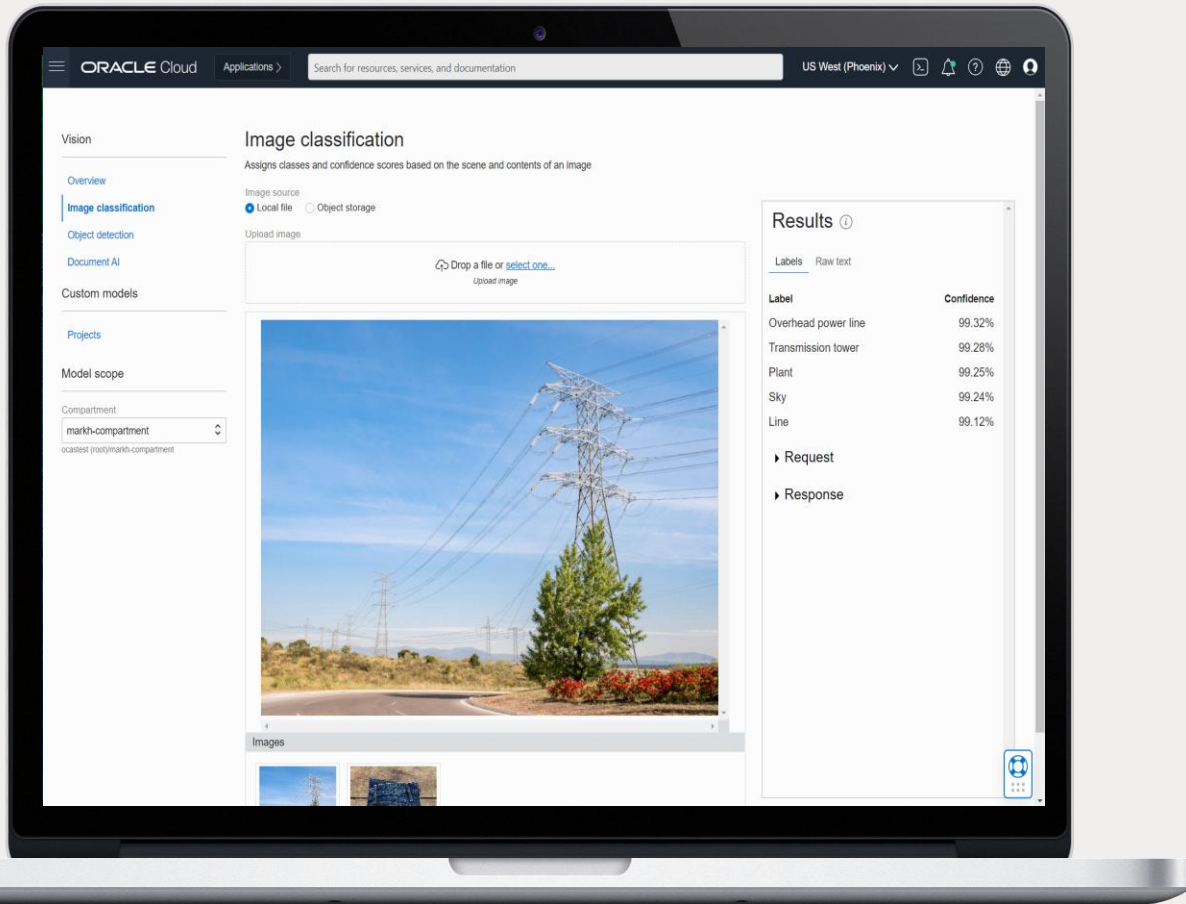 ORACLE Cloud
Applications >
Search for resources, services, and documentation
US West (Phoenix)
Vision
Overview
Image classification
Object detection
Document AI
Custom models
Projects
Model scope
Compartment
markh-compartment
ocastest (root)/markh-compartment
Image classification
Assigns classes and confidence scores based on the scene and contents of an image
Image source
Local file Object storage
Upload image
Drop a file or select one...
Upload image
Images
Results
Labels Raw text
Label Confidence
Overhead power line 99.32%
Transmission tower 99.28%
Plant 99.25%
Sky 99.24%
Line 99.12%
Request
Response